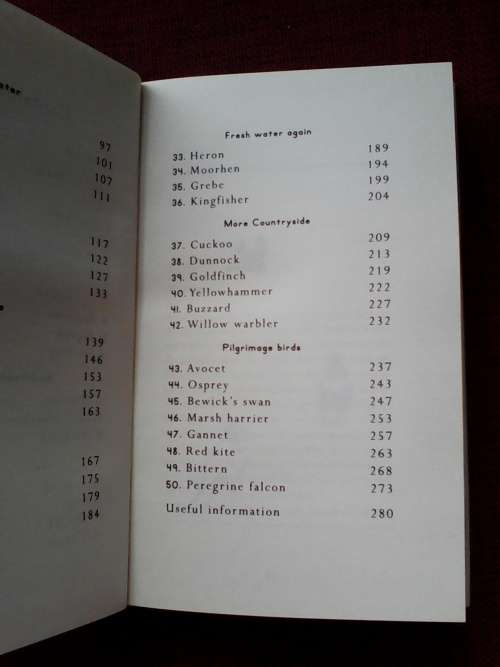 97
101
107
111
117
122
127
133
139
146
153
157
163
167
175
179
184
Fresh water again
33. Heron 189
34. Moorhen 194
35. Grebe 199
36. Kingfisher 204
More Countryside
37. Cuckoo 209
38. Dunnock 213
39. Goldfinch 219
40. Yellowhammer 222
41. Buzzard 227
42. Willow warbler 232
Pilgrimage birds
43. Avocet 237
44. Osprey 243
45. Bewick's swan 247
46. Marsh harrier 253
47. Gannet 257
48. Red kite 263
49. Bittern 268
50. Peregrine falcon 273
Useful information 280